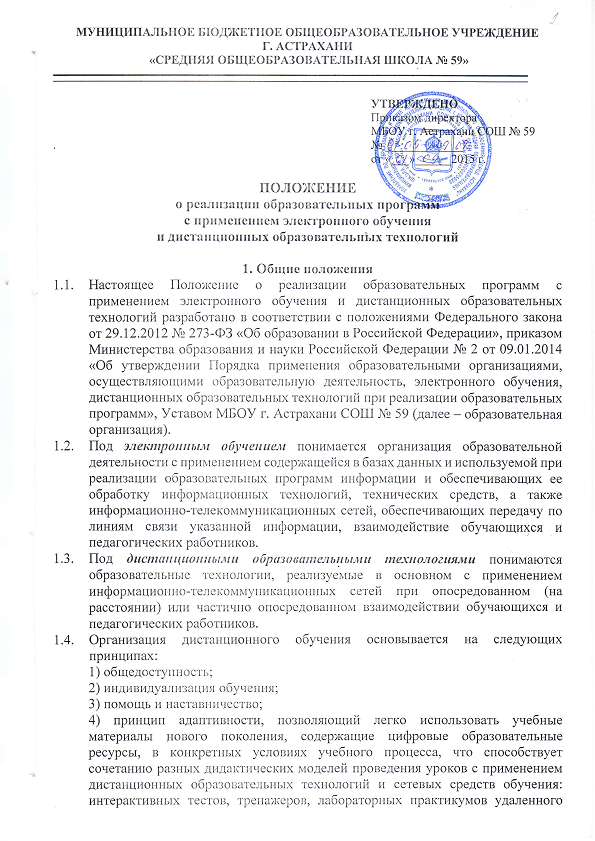 МУНИЦИПАЛЬНОЕ БЮДЖЕТНОЕ ОБЩЕОБРАЗОВАТЕЛЬНОЕ УЧРЕЖДЕНИЕ
Г. АСТРАХАНИ
«СРЕДНЯЯ ОБЩЕОБРАЗОВАТЕЛЬНАЯ ШКОЛА № 59»
УТВЕРЖДЕНО
Приказом директора
МБОУ г. Астрахани СОШ № 59
№
от « 01 » 09 2015 г.
ПОЛОЖЕНИЕ
о реализации образовательных программ
с применением электронного обучения
и дистанционных образовательных технологий
1. Общие положения
1.1. Настоящее Положение о реализации образовательных программ с
применением электронного обучения и дистанционных образовательных
технологий разработано в соответствии с положениями Федерального закона
от 29.12.2012 № 273-ФЗ «Об образовании в Российской Федерации», приказом
Министерства образования и науки Российской Федерации № 2 от 09.01.2014
«Об утверждении Порядка применения образовательными организациями,
осуществляющими образовательную деятельность, электронного обучения,
дистанционных образовательных технологий при реализации образовательных
программ», Уставом МБОУ г. Астрахани СОШ № 59 (далее – образовательная
организация).
1.2. Под электронным обучением понимается организация образовательной
деятельности с применением содержащейся в базах данных и используемой при
реализации образовательных программ информации и обеспечивающих ее
обработку информационных технологий, технических средств, а также
информационно-телекоммуникационных сетей, обеспечивающих передачу по
линиям связи указанной информации, взаимодействие обучающихся и
педагогических работников.
1.3. Под дистанционными образовательными технологиями понимаются
образовательные технологии, реализуемые в основном с применением
информационно-телекоммуникационных сетей при опосредованном (на
расстоянии) или частично опосредованном взаимодействии обучающихся и
педагогических работников.
1.4. Организация дистанционного обучения основывается на следующих
принципах:
1) общедоступность;
2) индивидуализация обучения;
3) помощь и наставничество;
4) принцип адаптивности, позволяющий легко использовать учебные
материалы нового поколения, содержащие цифровые образовательные
ресурсы, в конкретных условиях учебного процесса, что способствует
сочетанию разных дидактических моделей проведения уроков с применением
дистанционных образовательных технологий и сетевых средств обучения:
интерактивных тестов, тренажеров, лабораторных практикумов удаленного